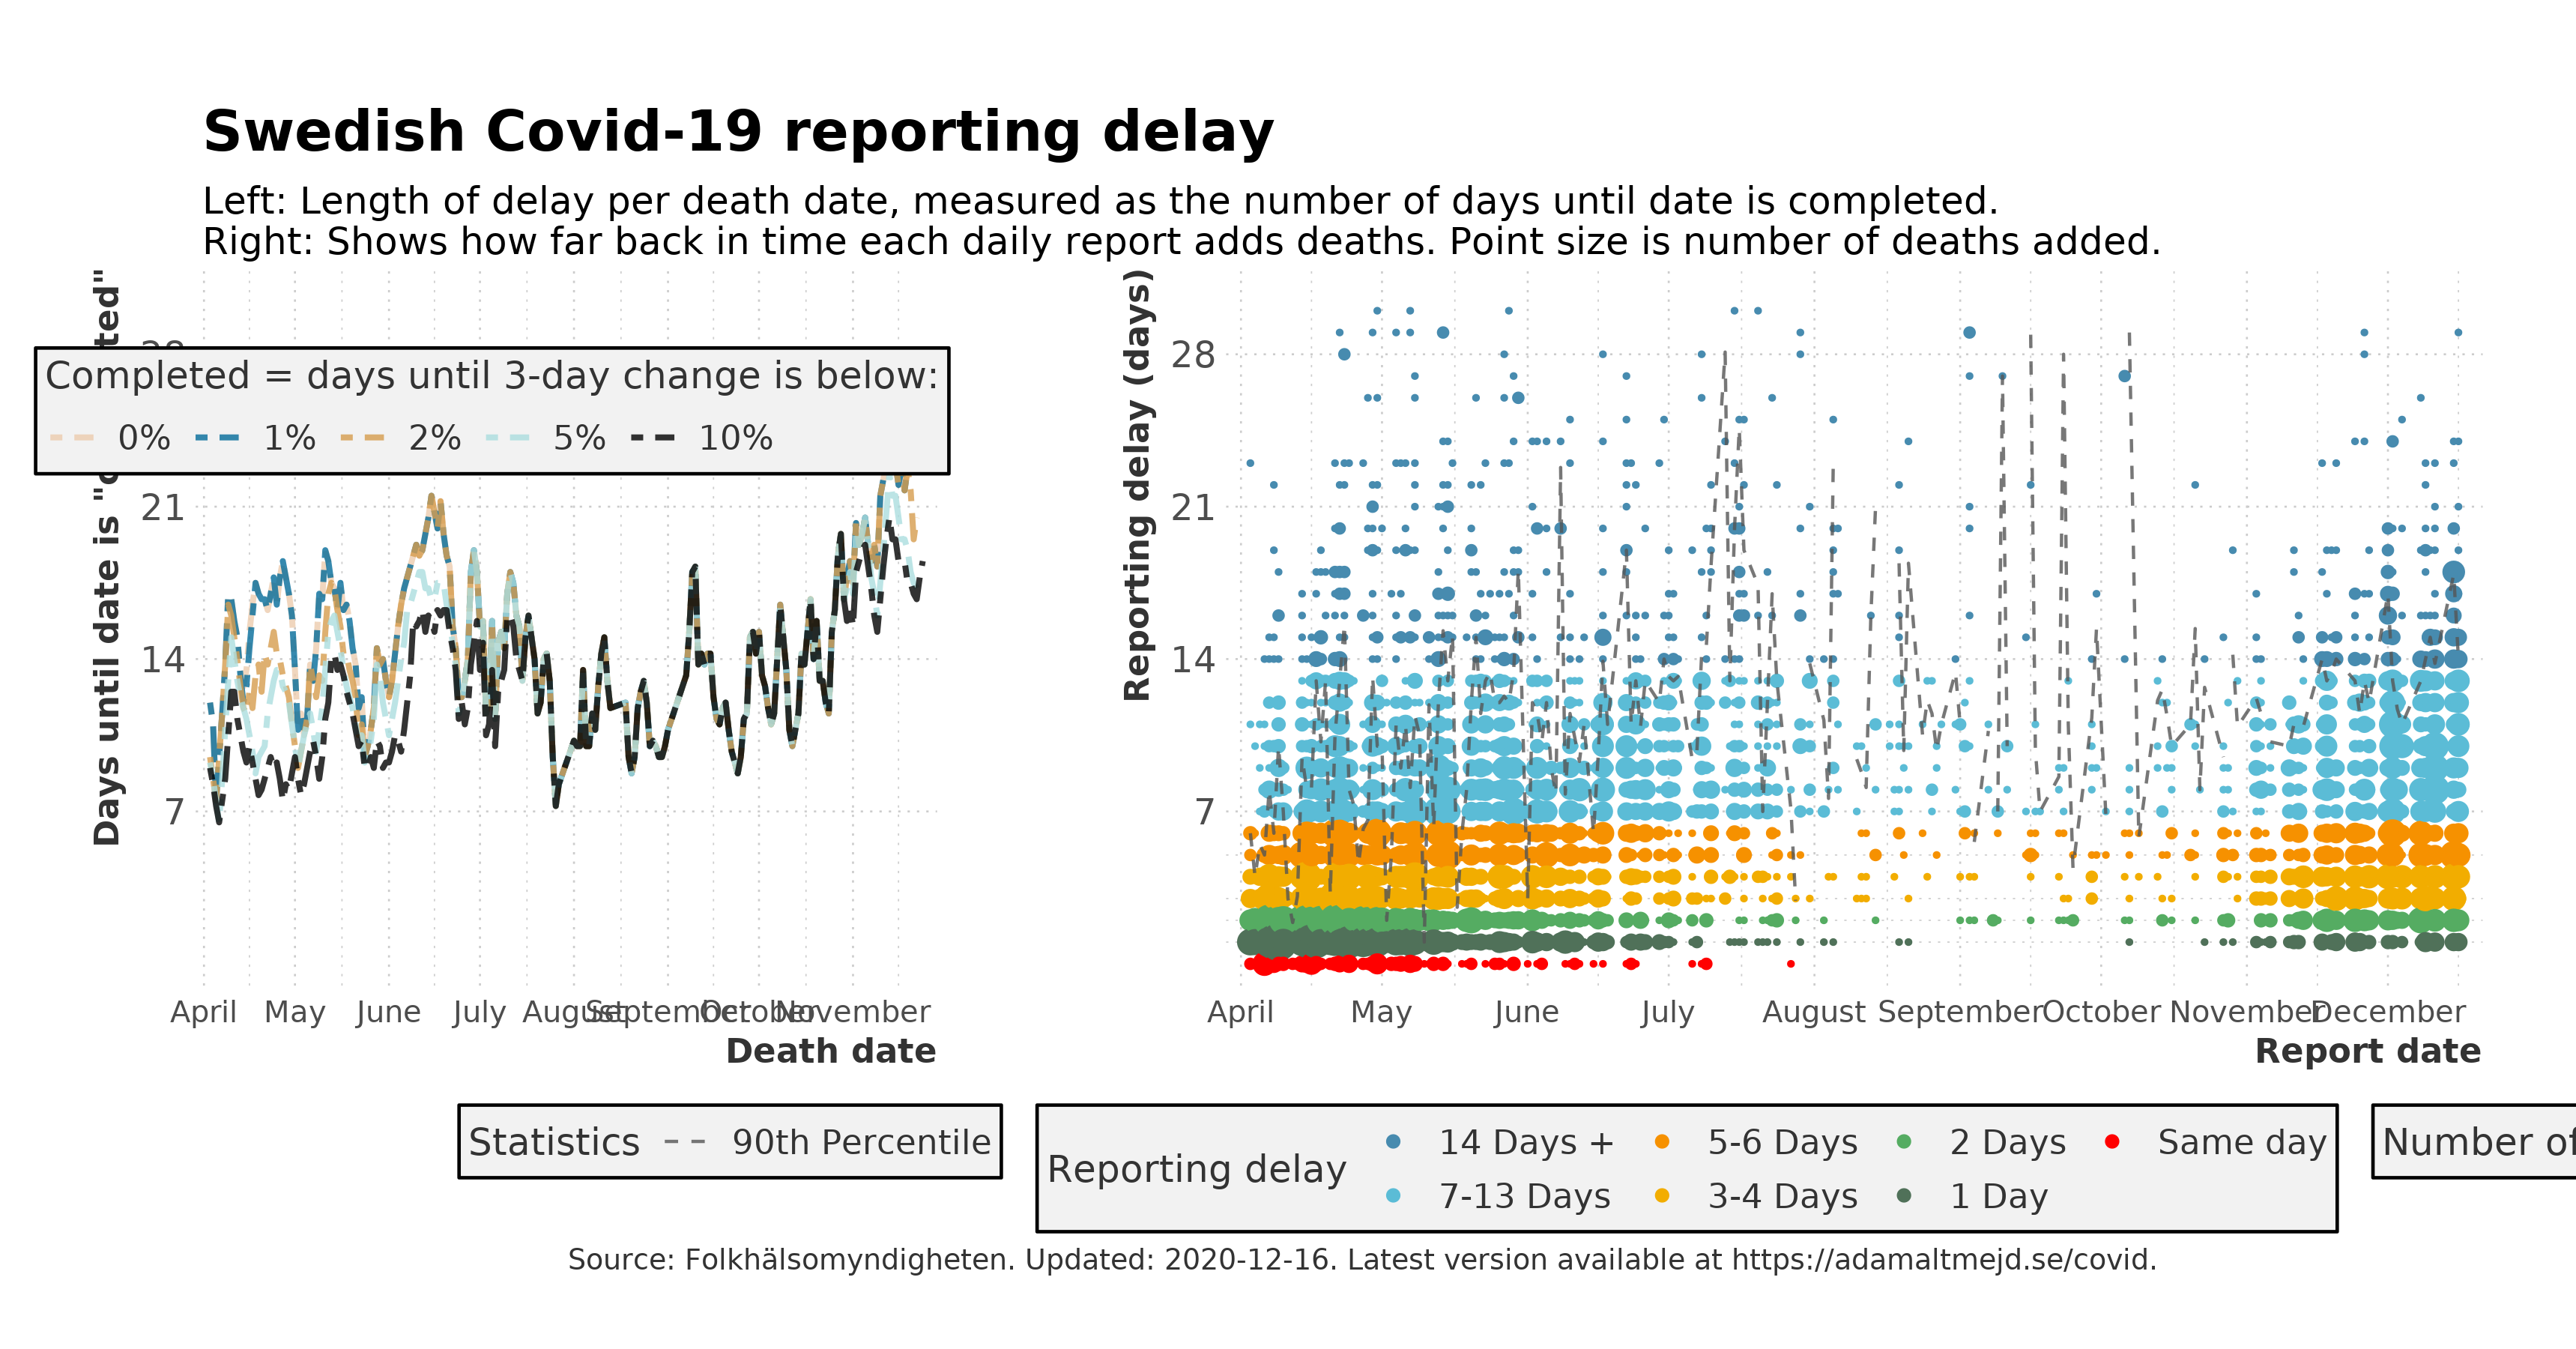 Swedish Covid-19 reporting delay
Left: Length of delay per death date, measured as the number of days until date is completed.
Right: Shows how far back in time each daily report adds deaths. Point size is number of deaths added.
Days until date is
Completed = days until 3-day change is below:
0% 1% 2% 5% 10%
21
14
7
April May June July August September October November
Death date
Reporting delay (days)
28
21
14
7
April May June July August September October November December
Report date
Statistics 90th Percentile
Reporting delay
14 Days + 5-6 Days 2 Days Same day
7-13 Days 3-4 Days 1 Day
Number of
Source: Folkhälsomyndigheten. Updated: 2020-12-16. Latest version available at https://adamaltmejd.se/covid.